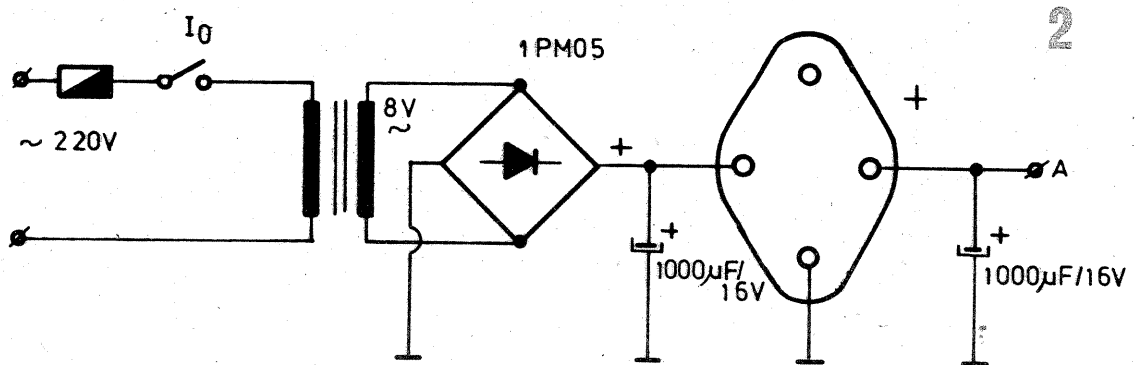 2
I0
1PM05
+
8V
~
~ 220V
+
A
+
1000µF/
16V
+
1000µF/16V